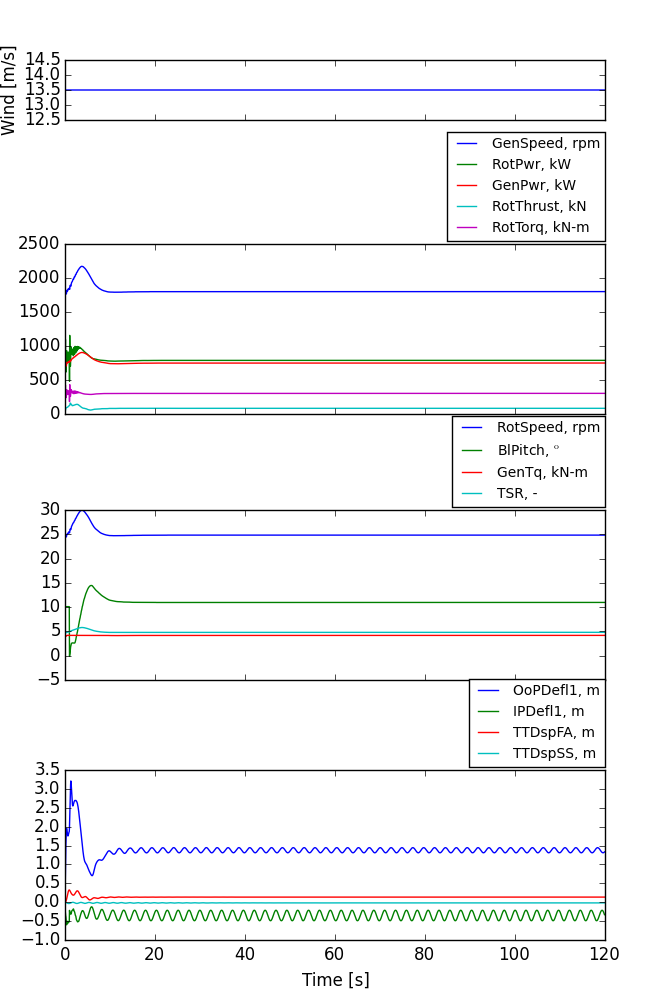 Wind [m/s]
14.5
14.0
13.5
13.0
12.5
GenSpeed, rpm
RotPwr, kW
GenPwr, kW
RotThrust, kN
RotTorq, kN-m
2500
2000
1500
1000
500
0
RotSpeed, rpm
BlPitch, °
GenTq, kN-m
TSR, -
30
25
20
15
10
5
0
−5
OoPDefl1, m
IPDefl1, m
TTDspFA, m
TTDspSS, m
3.5
3.0
2.5
2.0
1.5
1.0
0.5
0.0
−0.5
−1.0
0 20 40 60 80 100 120
Time [s]